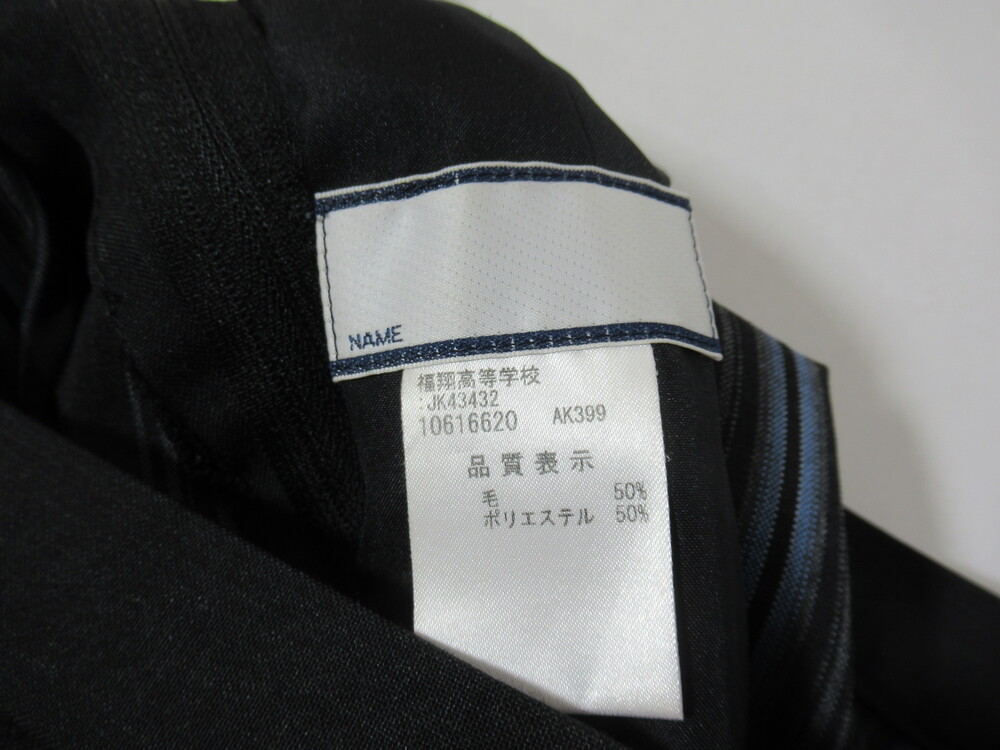 NAME
福翔高等学校
:JK43432
10616620 AK399
品質表示
毛 50%
ポリエステル 50%